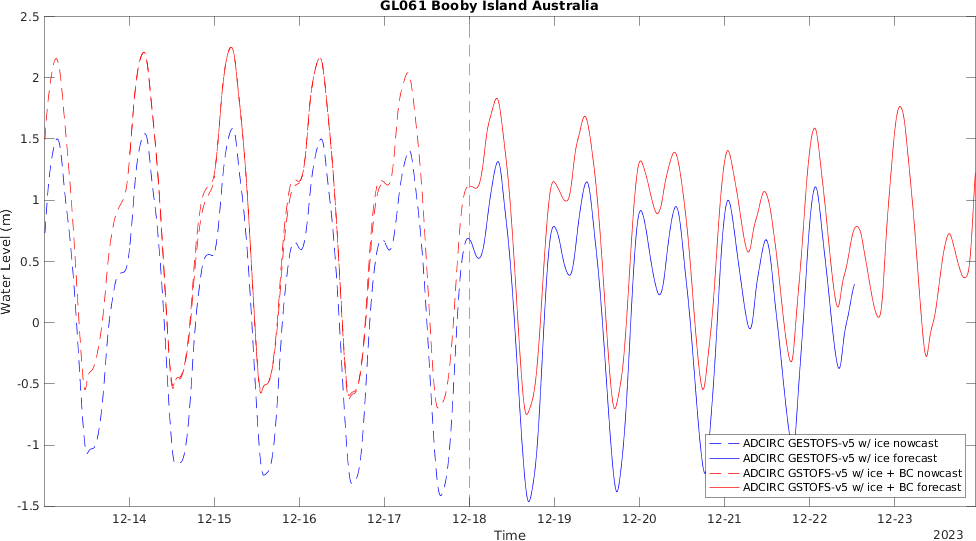 GL061 Booby Island Australia
2.5
2
1.5
1
0.5
0
-0.5
-1
-1.5
Water Level (m)
12-14 12-15 12-16 12-17 12-18 12-19 12-20 12-21 12-22 12-23
Time
2023
ADCIRC GESTOFS-v5 w/ ice nowcast
ADCIRC GESTOFS-v5 w/ ice forecast
ADCIRC GSTOFS-v5 w/ ice + BC nowcast
ADCIRC GSTOFS-v5 w/ ice + BC forecast